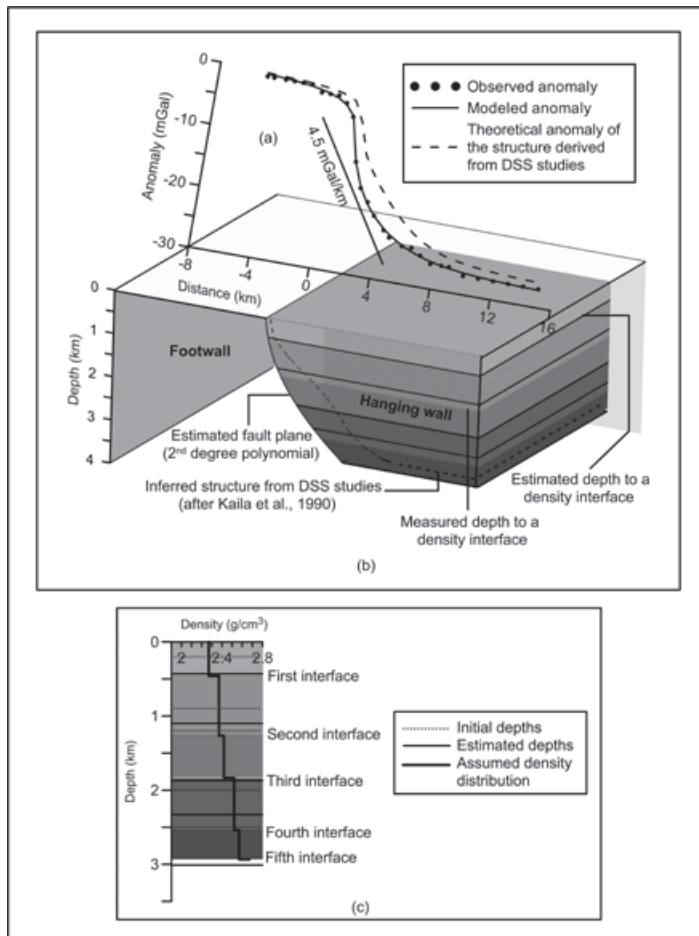 0
-10
-20
-30
Anomaly (mGal)
(a)
4.5 mGal/km
Observed anomaly
Modeled anomaly
Theoretical anomaly of
the structure derived
from DSS studies
-8
-4
0
4
8
12
16
Distance (km)
0
1
2
3
4
Depth (km)
Footwall
Hanging wall
Estimated fault plane
(2nd degree polynomial)
Inferred structure from DSS studies
(after Kaila et al., 1990)
Estimated depth to a
density interface
Measured depth to a
density interface
(b)
Density (g/cm3)
2 2.4 2.8
0
1
2
3
Depth (km)
First interface
Second interface
Third interface
Fourth interface
Fifth interface
Initial depths
Estimated depths
Assumed density
distribution
(c)